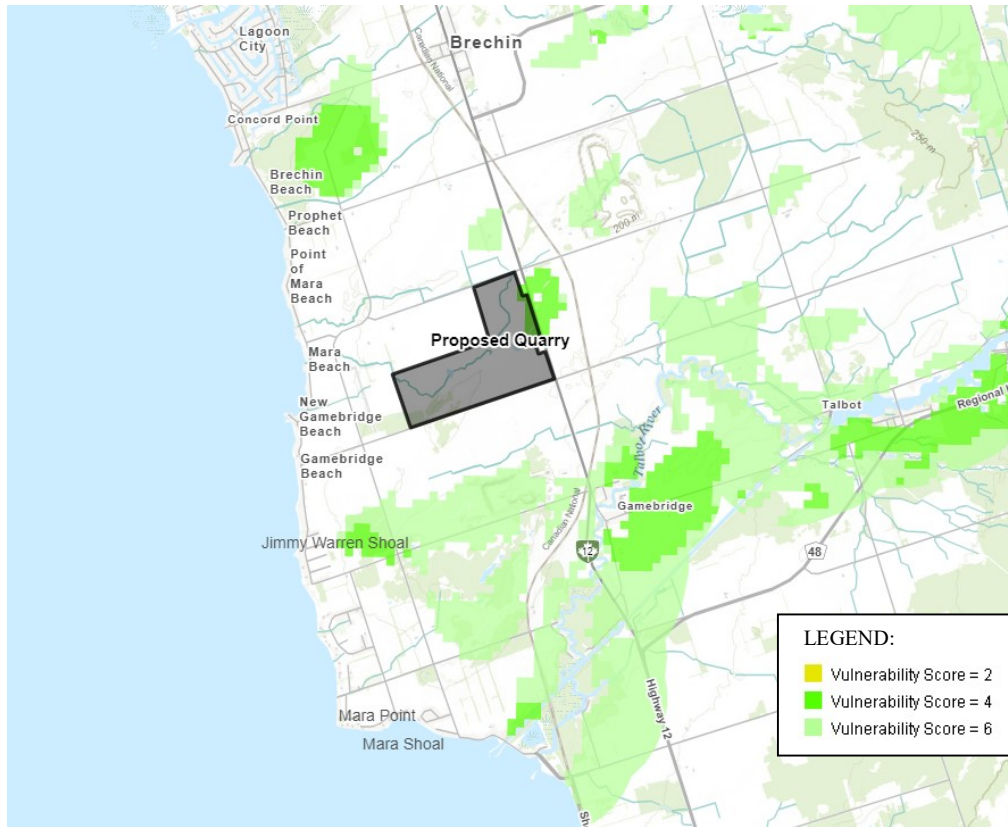 Lagoon
City
Brechin
Canadian National
Concord Point
Brechin
Beach
Prophet
Beach
Point
of
Mara
Beach
250 m
200 m
Proposed Quarry
Mara
Beach
New
Gamebridge
Beach
Gamebridge
Beach
Talbot River
Talbot
Regional
Gamebridge
Canadian National
Jimmy Warren Shoal
12
48
Highway 12
Mara Point
Mara Shoal
LEGEND:
Vulnerability Score = 2
Vulnerability Score = 4
Vulnerability Score = 6